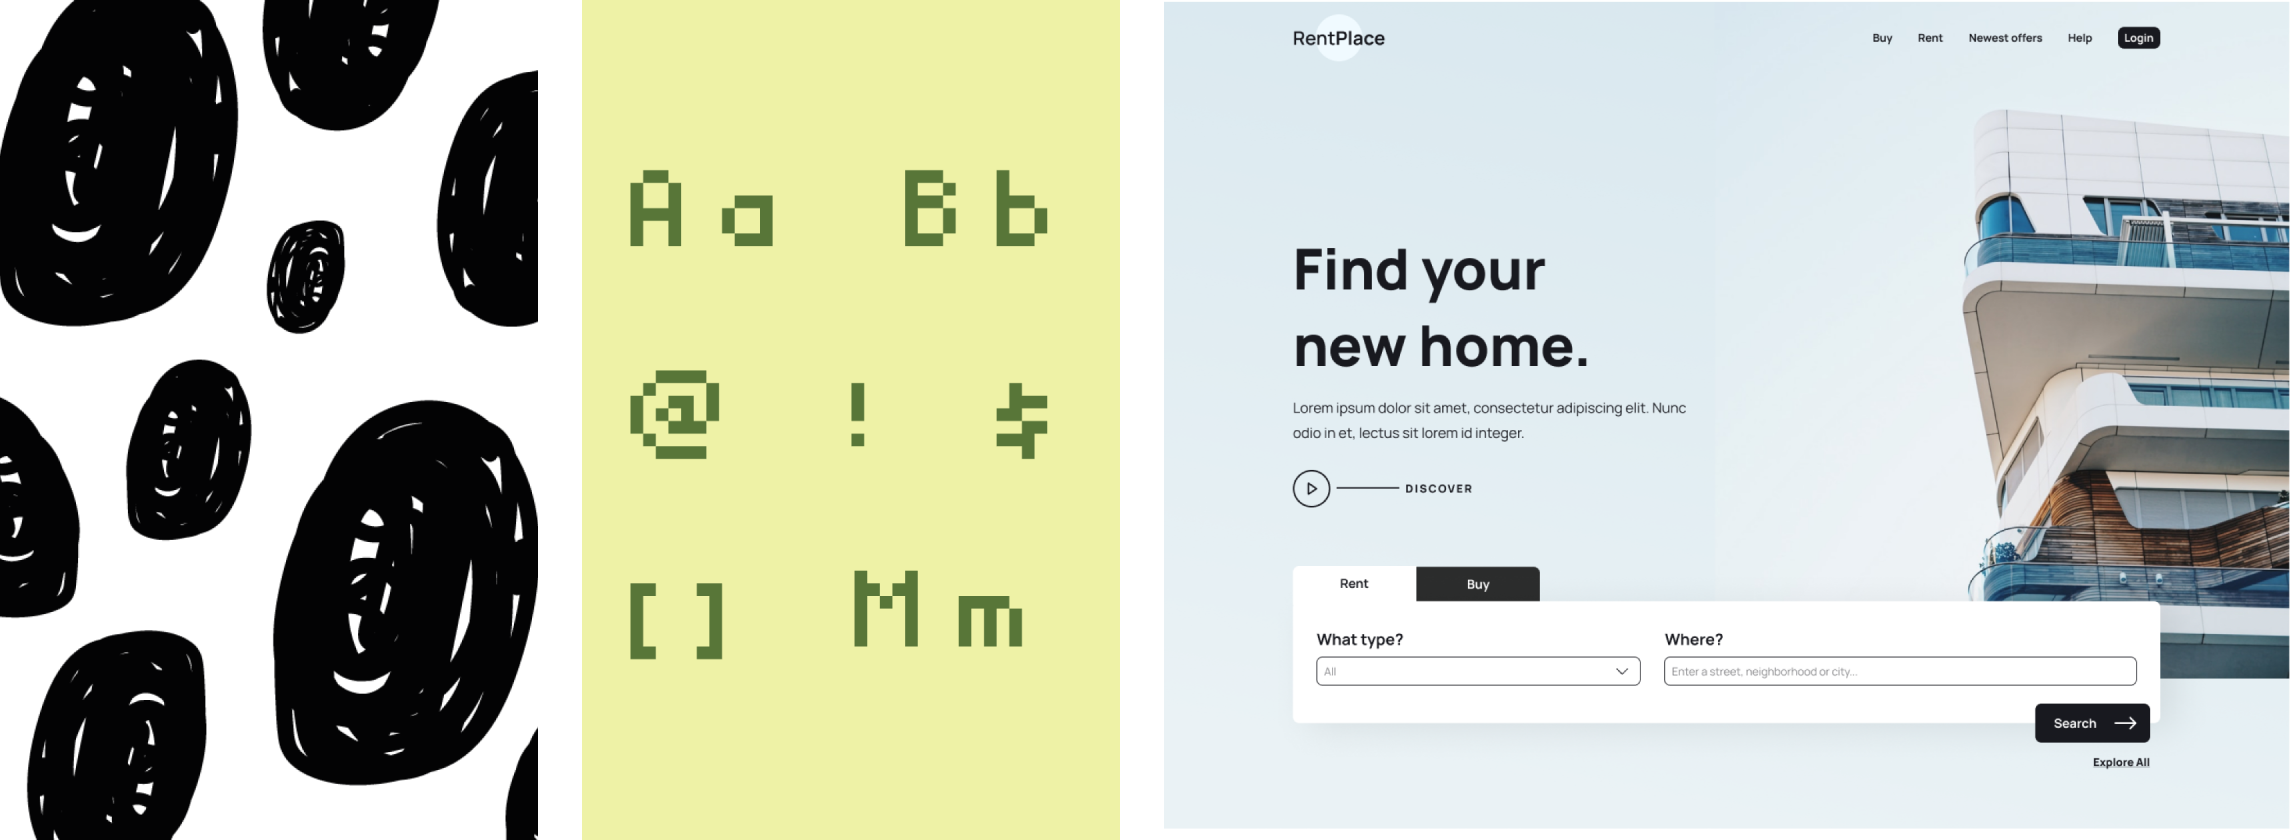 Aa Bb
@ ! $
[ ] Mm
RentPlace
Buy Rent Newest offers Help Login
Find your
new home.
Lorem ipsum dolor sit amet, consectetur adipiscing elit. Nunc
odio in et, lectus sit lorem id integer.
DISCOVER
Rent Buy
What type? Where?
All Enter a street, neighborhood or city...
Search
Explore All